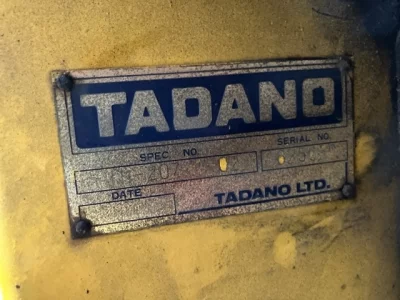 TADANO
SPEC. NO.
SERIAL NO.
DATE
TADANO LTD.